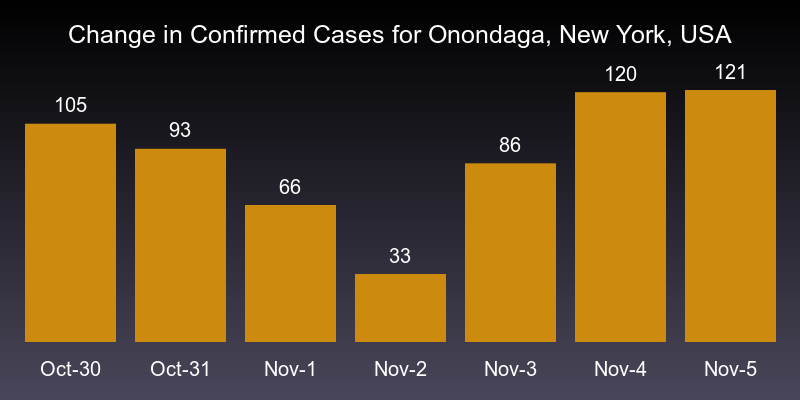 Change in Confirmed Cases for Onondaga, New York, USA
105
93
66
33
86
120
121
Oct-30
Oct-31
Nov-1
Nov-2
Nov-3
Nov-4
Nov-5